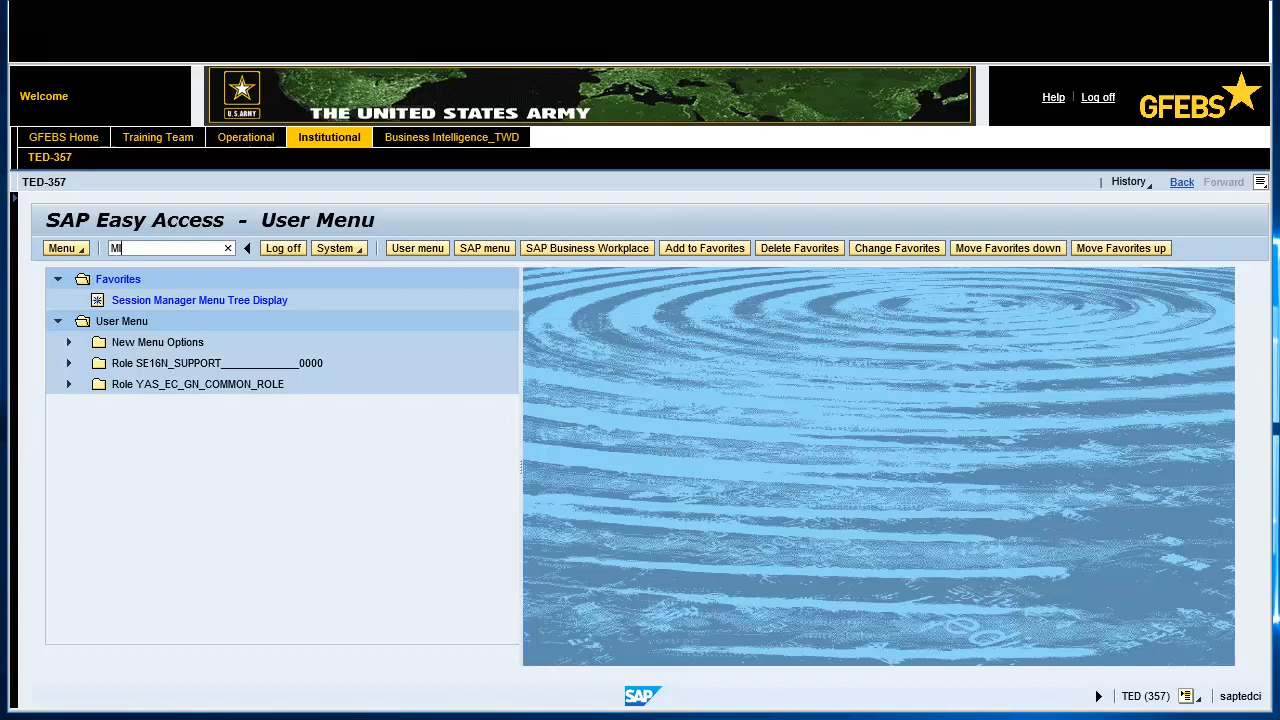 Welcome
U.S.ARMY
THE UNITED STATES ARMY
Help
Log off
GFEBS
GFEBS Home
Training Team
Operational
Institutional
Business Intelligence_TWD
TED-357
TED-357
History
Back
Forward
SAP Easy Access - User Menu
Menu
MI
Log off
System
User menu
SAP menu
SAP Business Workplace
Add to Favorites
Delete Favorites
Change Favorites
Move Favorites down
Move Favorites up
Favorites
Session Manager Menu Tree Display
User Menu
New Menu Options
Role SE16N_SUPPORT______________0000
Role YAS_EC_GN_COMMON_ROLE
SAP
TED (357)
saptedci